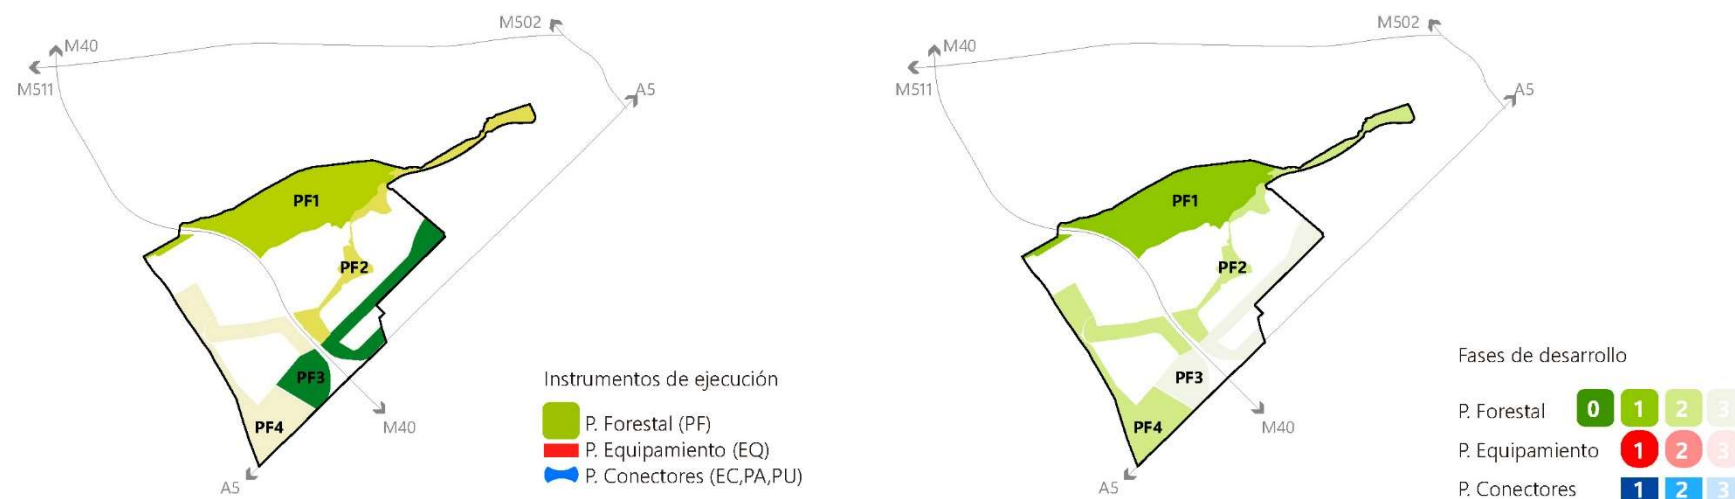 M502
M40
M511
A5
PF1
PF2
PF3
PF4
M40
A5
Instrumentos de ejecución
P. Forestal (PF)
P. Equipamiento (EQ)
P. Conectores (EC,PA,PU)
M502
M40
M511
A5
PF1
PF2
PF3
PF4
M40
A5
Fases de desarrollo
P. Forestal 0 1 2 3
P. Equipamiento 1 2 3
P. Conectores 1 2 3